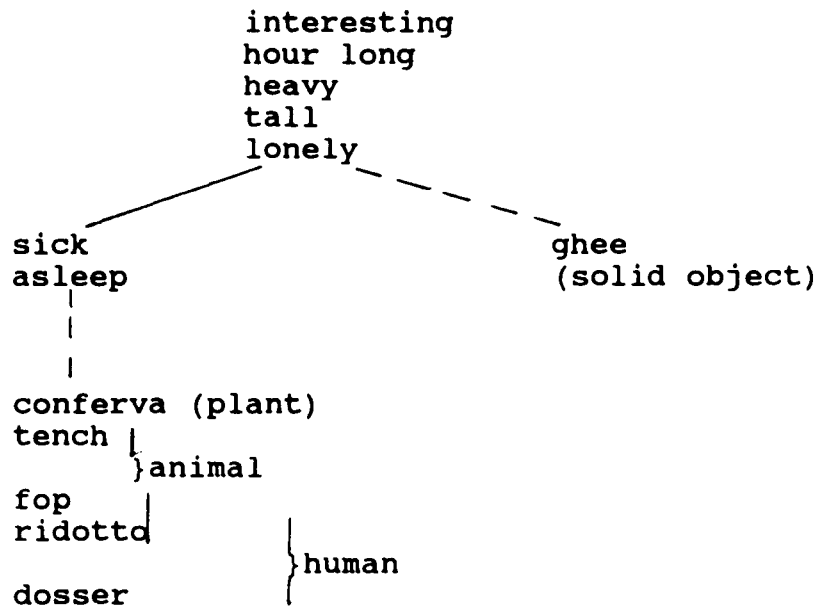 interesting
hour long
heavy
tall
lonely
sick
asleep
ghee
(solid object)
conferva (plant)
tench
}animal
fop
ridotto
}human
dosser